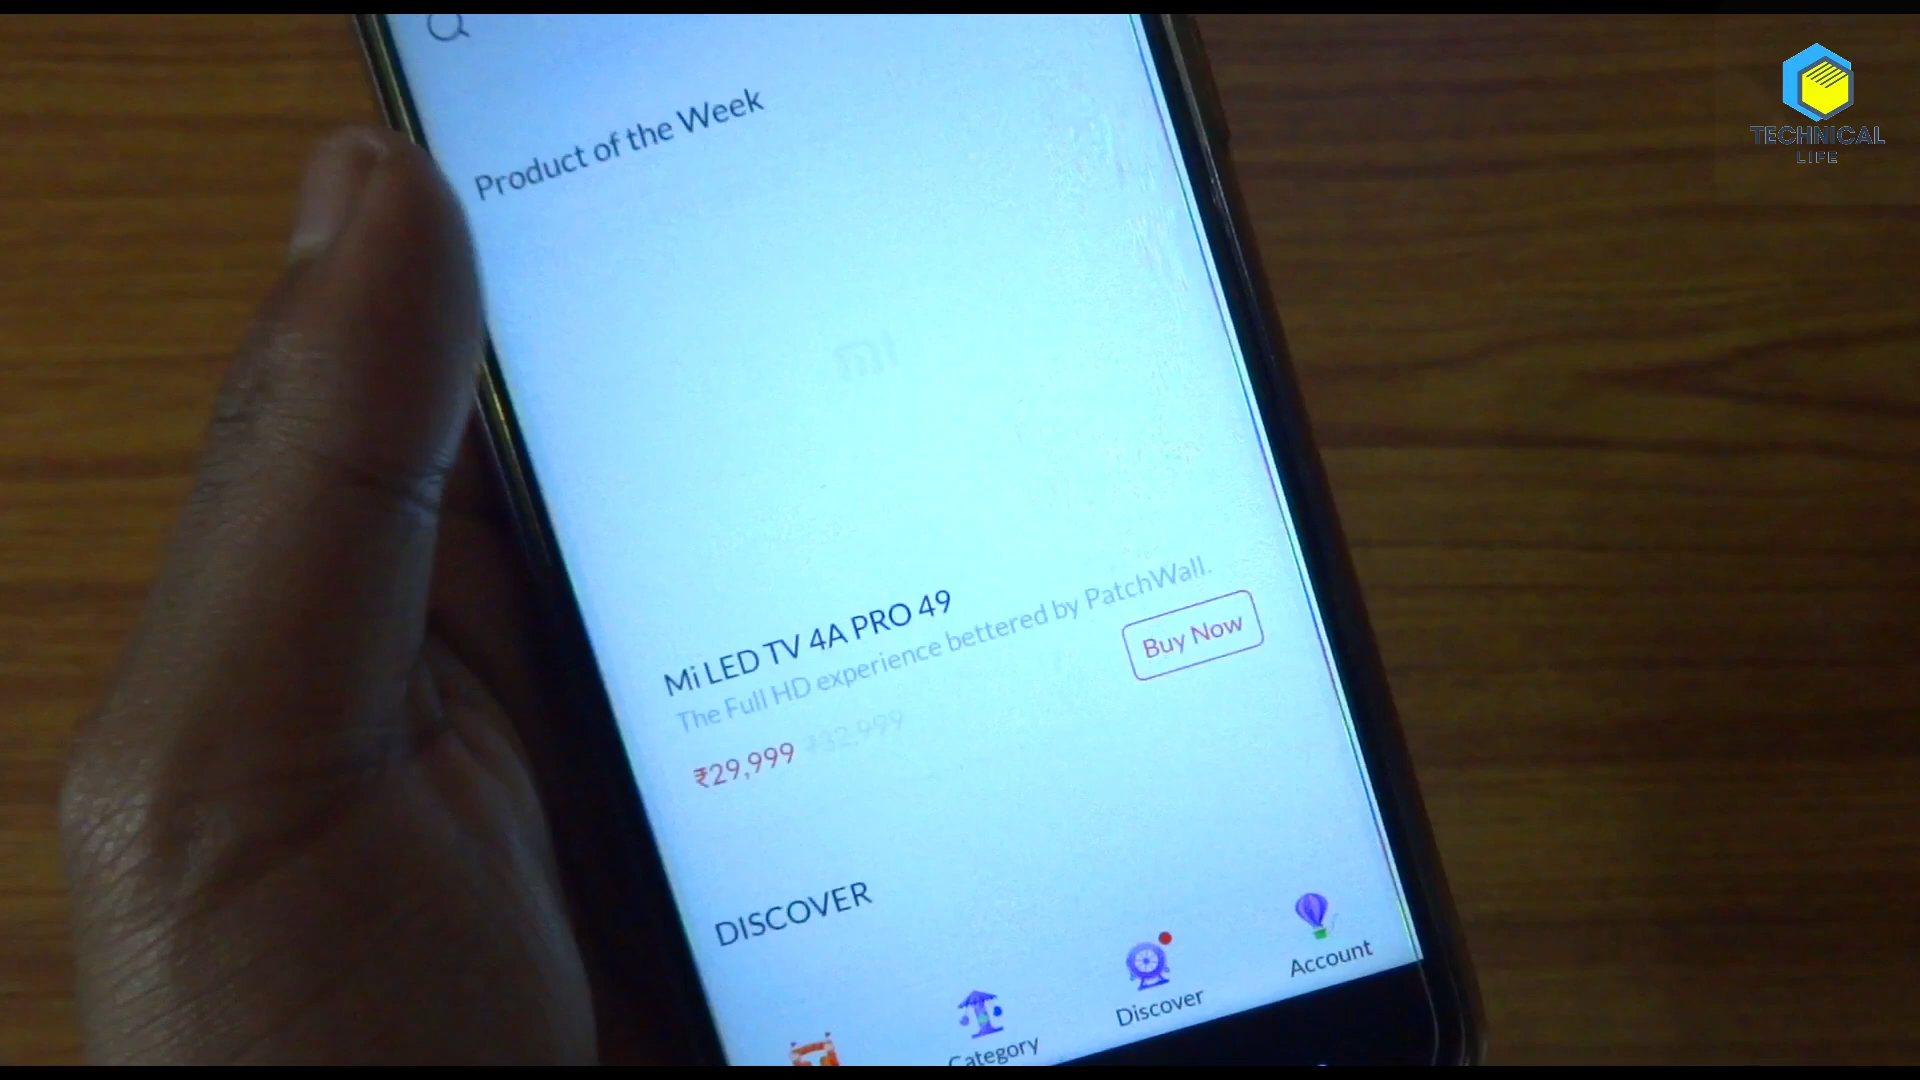 TECHNICAL
LIFE
Product of the Week
mi
Mi LED TV 4A PRO 49
The Full HD experience bettered by PatchWall.
Buy Now
₹29,999 ₹32,999
DISCOVER
Category
Discover
Account